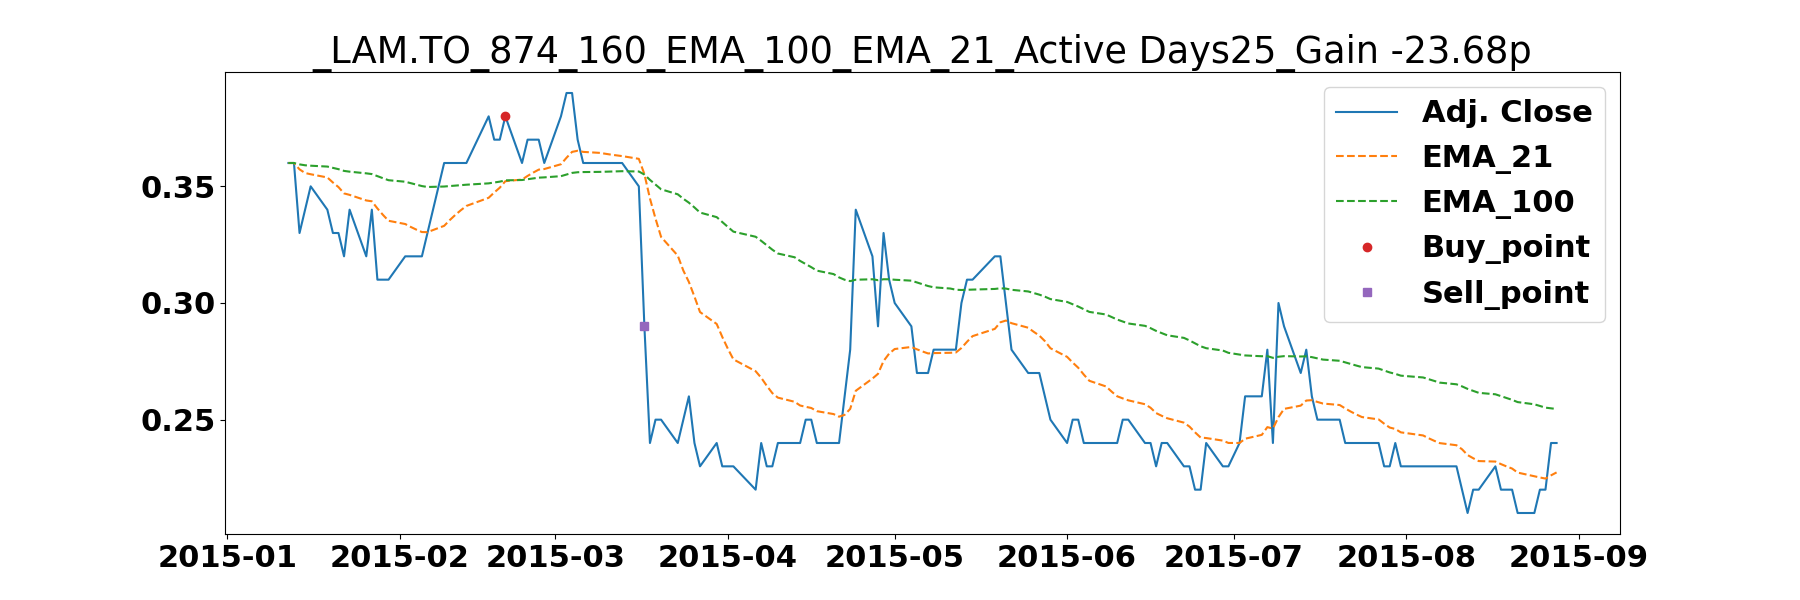 _LAM.TO_874_160_EMA_100_EMA_21_Active Days25_Gain -23.68p
Adj. Close
EMA_21
EMA_100
Buy_point
Sell_point
0.35
0.30
0.25
2015-01 2015-02 2015-03 2015-04 2015-05 2015-06 2015-07 2015-08 2015-09